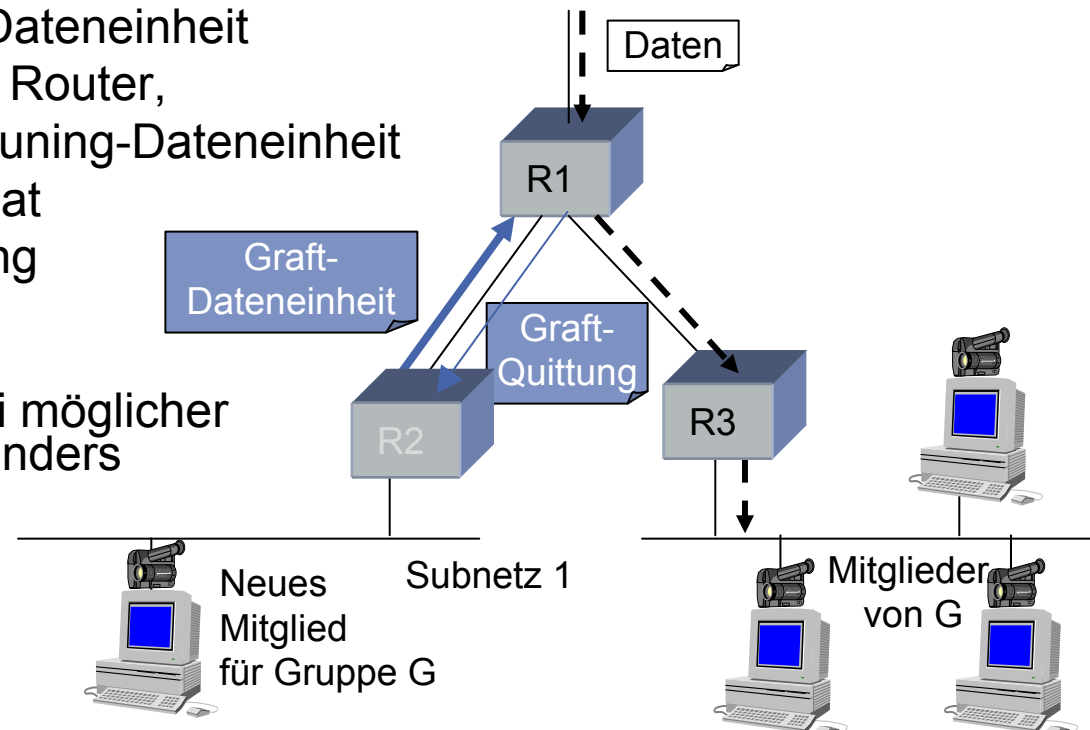 Dateneinheit
Router,
uning-Dateneinheit
at
ng
i möglicher
nders
Daten
R1
Graft-
Dateneinheit
Graft-
Quittung
R2
R3
Neues
Mitglied
für Gruppe G
Subnetz 1
Mitglieder
von G